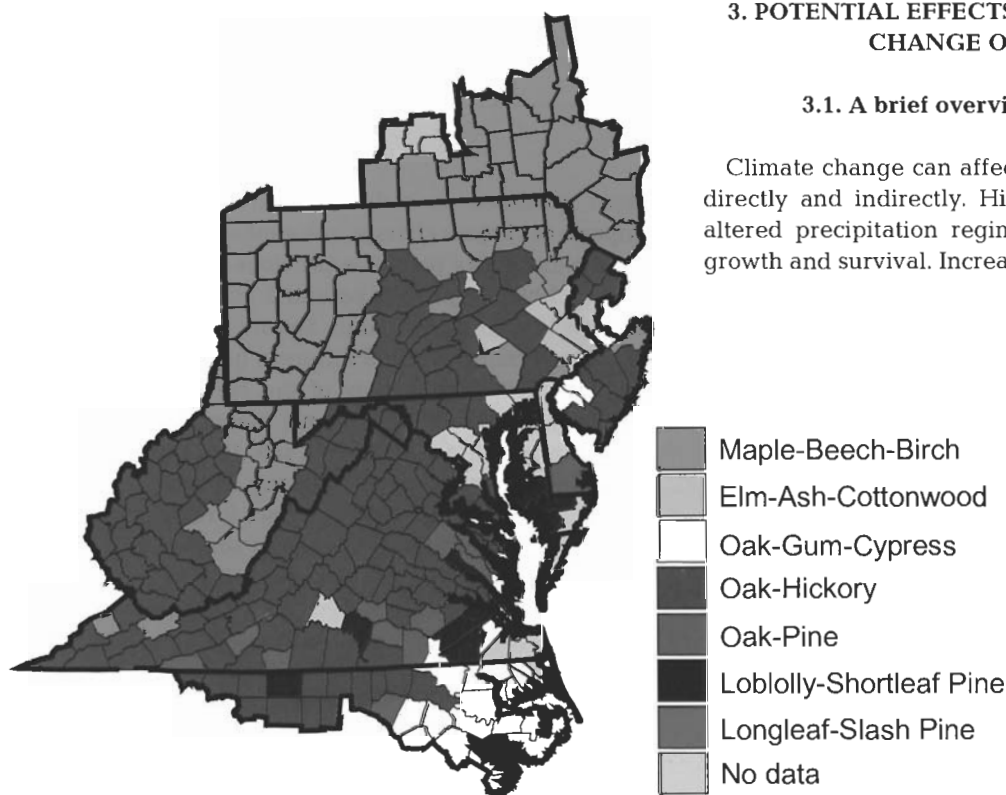 3. POTENTIAL EFFECTS
CHANGE O
3.1. A brief overvi
Climate change can affec
directly and indirectly. Hi
altered precipitation regin
growth and survival. Increa
Maple-Beech-Birch
Elm-Ash-Cottonwood
Oak-Gum-Cypress
Oak-Hickory
Oak-Pine
Loblolly-Shortleaf Pine
Longleaf-Slash Pine
No data